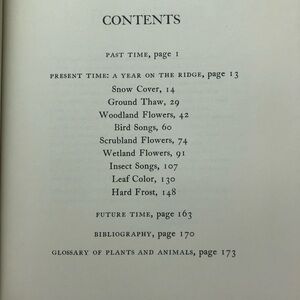 CONTENTS
PAST TIME, page 1
PRESENT TIME: A YEAR ON THE RIDGE, page 13
Snow Cover, 14
Ground Thaw, 29
Woodland Flowers, 42
Bird Songs, 60
Scrubland Flowers, 74
Wetland Flowers, 91
Insect Songs, 107
Leaf Color, 130
Hard Frost, 148
FUTURE TIME, page 163
BIBLIOGRAPHY, page 170
GLOSSARY OF PLANTS AND ANIMALS, page 173